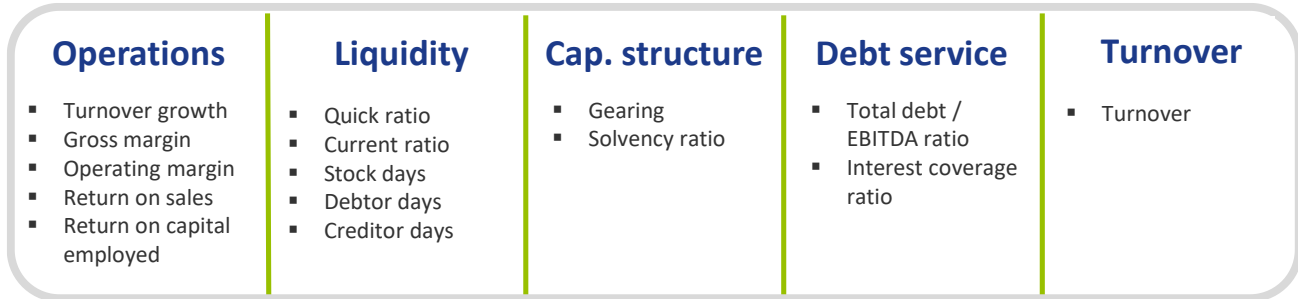 Operations
▪ Turnover growth
▪ Gross margin
▪ Operating margin
▪ Return on sales
▪ Return on capital
employed
Liquidity
▪ Quick ratio
▪ Current ratio
▪ Stock days
▪ Debtor days
▪ Creditor days
Cap. structure
▪ Gearing
▪ Solvency ratio
Debt service
▪ Total debt /
EBITDA ratio
▪ Interest coverage
ratio
Turnover
▪ Turnover